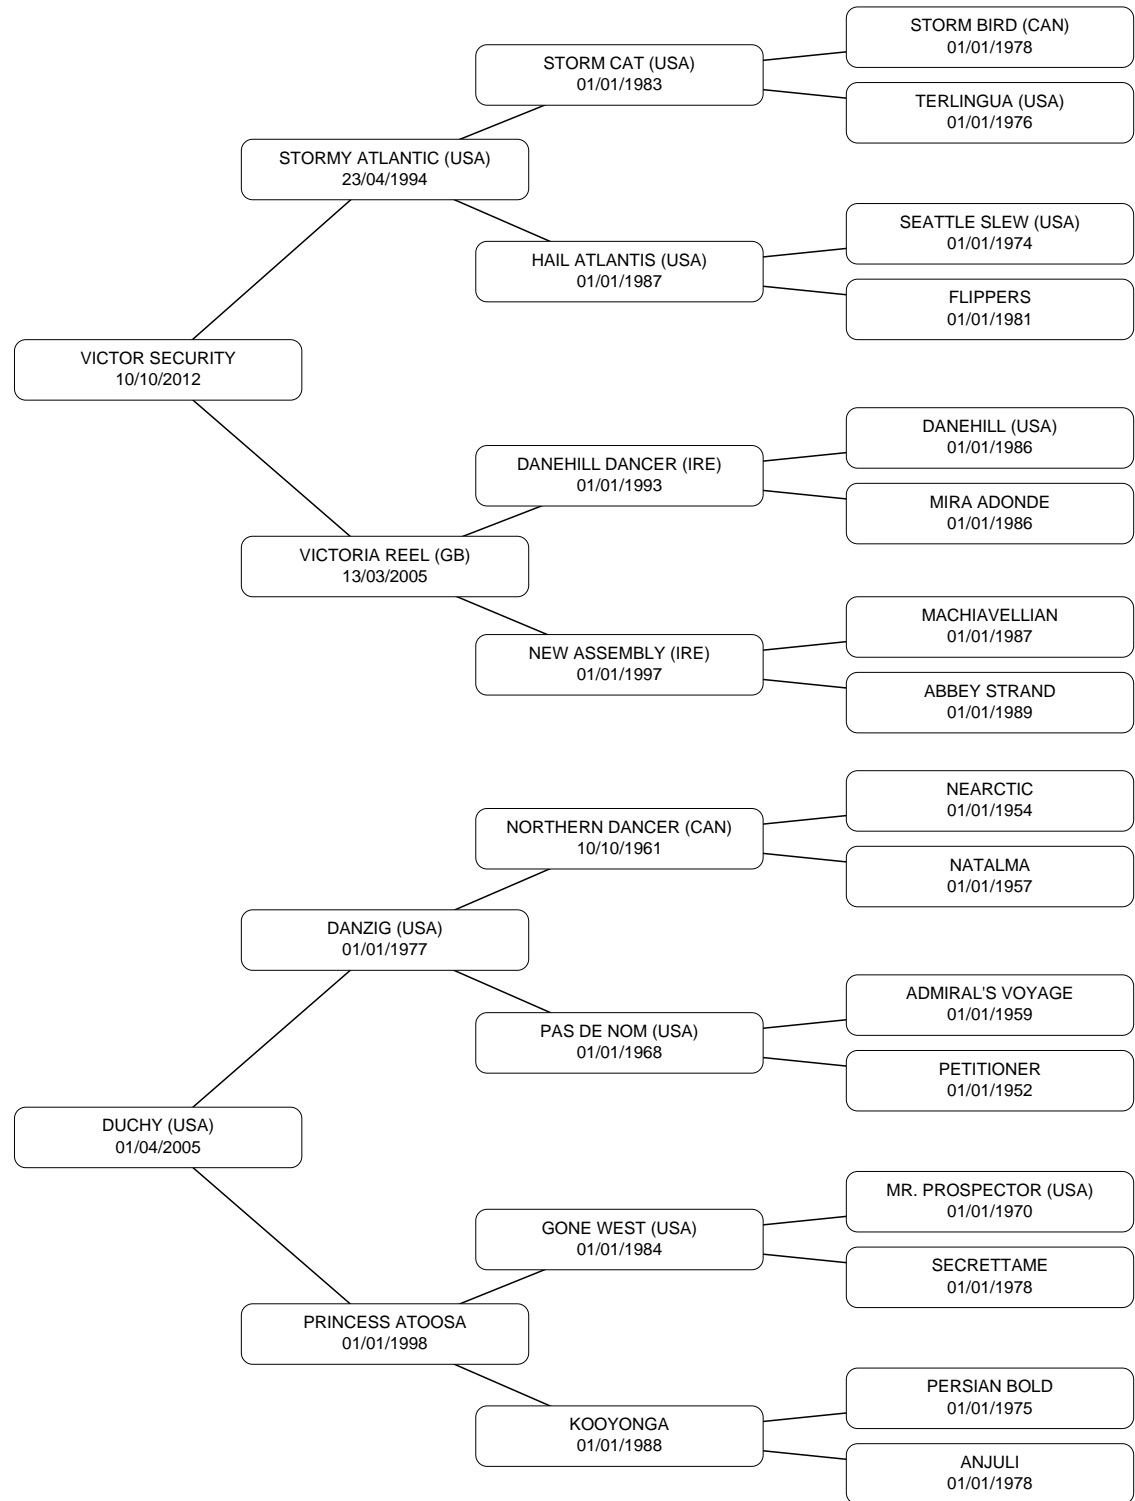 STORM BIRD (CAN)
01/01/1978
STORM CAT (USA)
01/01/1983
TERLINGUA (USA)
01/01/1976
STORMY ATLANTIC (USA)
23/04/1994
SEATTLE SLEW (USA)
01/01/1974
HAIL ATLANTIS (USA)
01/01/1987
FLIPPERS
01/01/1981
VICTOR SECURITY
10/10/2012
DANEHILL (USA)
01/01/1986
DANEHILL DANCER (IRE)
01/01/1993
MIRA ADONDE
01/01/1986
VICTORIA REEL (GB)
13/03/2005
MACHIAVELLIAN
01/01/1987
NEW ASSEMBLY (IRE)
01/01/1997
ABBEY STRAND
01/01/1989
NEARCTIC
01/01/1954
NORTHERN DANCER (CAN)
10/10/1961
NATALMA
01/01/1957
DANZIG (USA)
01/01/1977
ADMIRAL'S VOYAGE
01/01/1959
PAS DE NOM (USA)
01/01/1968
PETITIONER
01/01/1952
DUCHY (USA)
01/04/2005
MR. PROSPECTOR (USA)
01/01/1970
GONE WEST (USA)
01/01/1984
SECRETTAME
01/01/1978
PRINCESS ATOOSA
01/01/1998
PERSIAN BOLD
01/01/1975
KOOYONGA
01/01/1988
ANJULI
01/01/1978